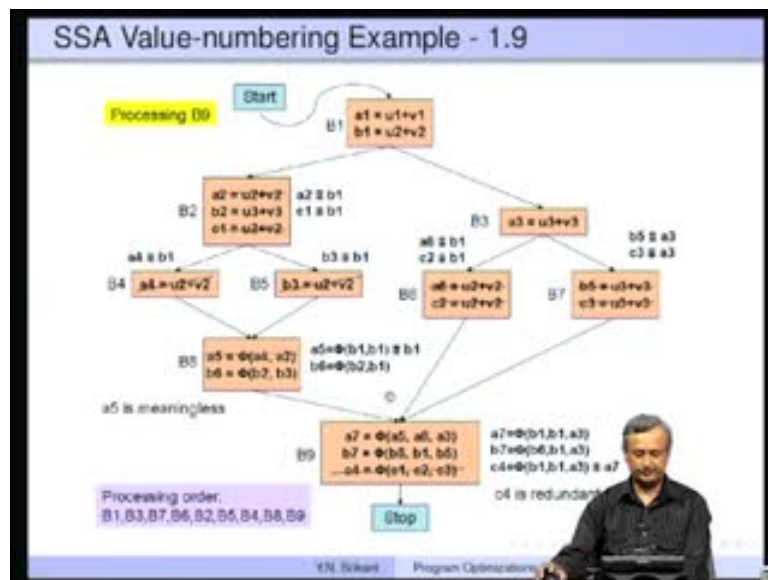 SSA Value-numbering Example - 1.9
Processing B9
Start
B1
a1 = u1+v1
b1 = u2+v2
B2
a2 = u2+v2
b2 = u3+v3
c1 = u2+v2
a2 ≡ b1
c1 ≡ b1
B3
a3 = u3+v3
a4 ≡ b1
b3 ≡ b1
a6 ≡ b1
c2 ≡ b1
b5 ≡ a3
c3 ≡ a3
B4
a4 = u2+v2
B5
b3 = u2+v2
B6
a6 = u2+v2
c2 = u2+v2
B7
b5 = u3+v3
c3 = u3+v3
B8
a5 = Φ(a4, a2)
b6 = Φ(b2, b3)
a5=Φ(b1,b1) ≡ b1
b6=Φ(b2,b1)
a5 is meaningless
©
B9
a7 = Φ(a5, a6, a3)
b7 = Φ(b6, b1, b5)
c4 = Φ(c1, c2, c3)
a7=Φ(b1,b1,a3)
b7=Φ(b6,b1,a3)
c4=Φ(b1,b1,a3) ≡ a7
c4 is redundant
Processing order:
B1,B3,B7,B6,B2,B5,B4,B8,B9
Stop
Y.N. Srikant
Program Optimizations